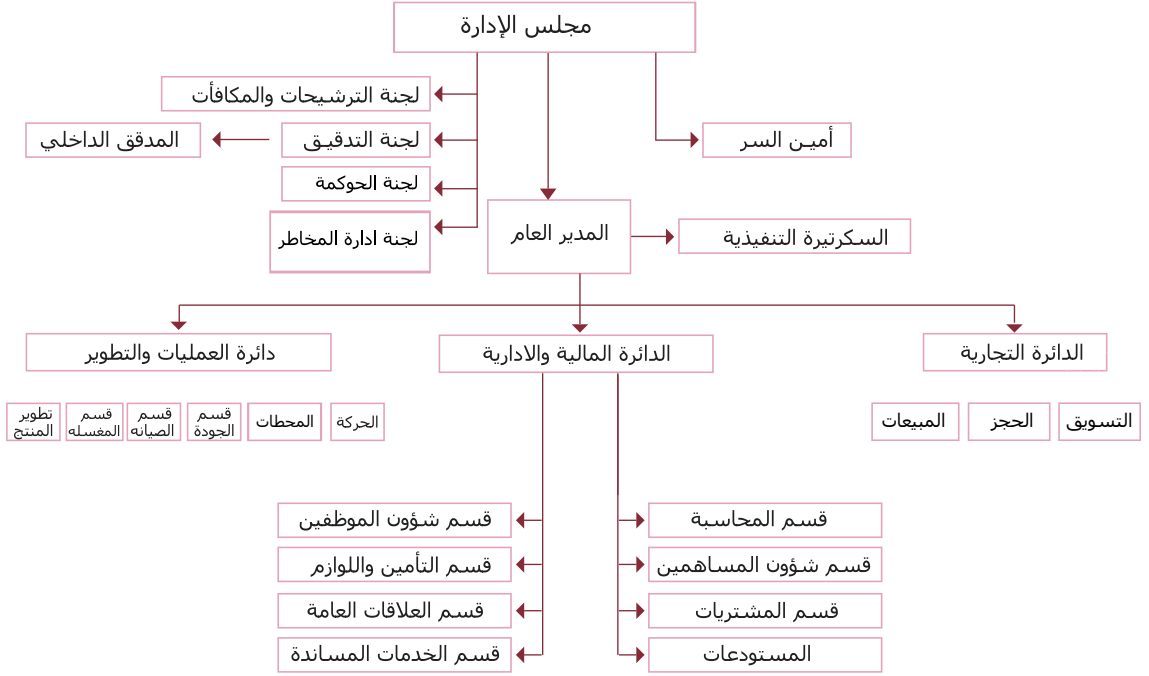 مجلس الإدارة
لجنة الترشيحات والمكافأت
أمين السر
لجنة التدقيق
المدقق الداخلي
لجنة الحوكمة
لجنة ادارة المخاطر
المدير العام
السكرتيرة التنفيذية
الدائرة التجارية
الدائرة المالية والادارية
دائرة العمليات والتطوير
التسويق
الحجز
المبيعات
الحركة
المحطات
قسم
الجودة
قسم
الصيانه
قسم
المغسله
تطوير
المنتج
قسم المحاسبة
قسم شؤون الموظفين
قسم شؤون المساهمين
قسم التأمين واللوازم
قسم المشتريات
قسم العلاقات العامة
المستودعات
قسم الخدمات المساندة